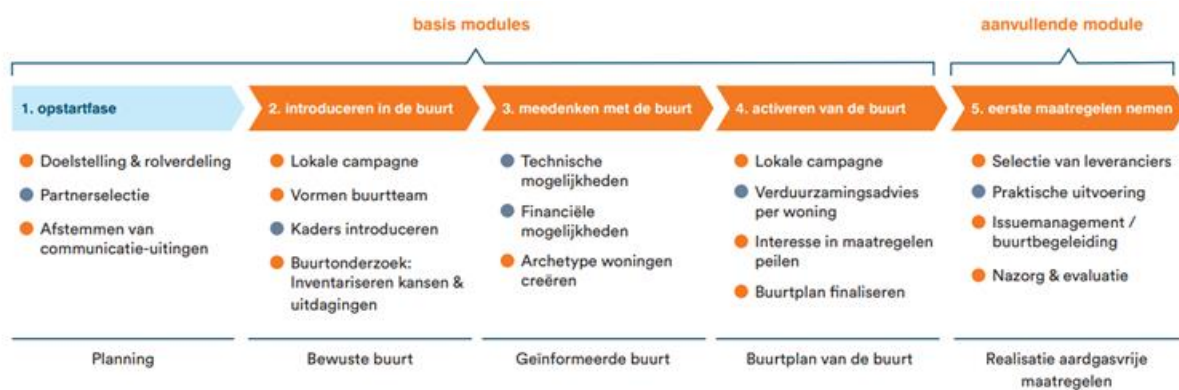 basis modules
aanvullende module
1. opstartfase
2. introduceren in de buurt
3. meedenken met de buurt
4. activeren van de buurt
5. eerste maatregelen nemen
Doelstelling & rolverdeling
Partnerselectie
Afstemmen van
communicatie-uitingen
Lokale campagne
Vormen buurtteam
Kaders introduceren
Buurtonderzoek:
Inventariseren kansen &
uitdagingen
Technische
mogelijkheden
Financiële
mogelijkheden
Archetype woningen
creëren
Lokale campagne
Verduurzamingsadvies
per woning
Interesse in maatregelen
peilen
Buurtplan finaliseren
Selectie van leveranciers
Praktische uitvoering
Issuemanagement /
buurtbegeleiding
Nazorg & evaluatie
Planning
Bewuste buurt
Geïnformeerde buurt
Buurtplan van de buurt
Realisatie aardgasvrije
maatregelen